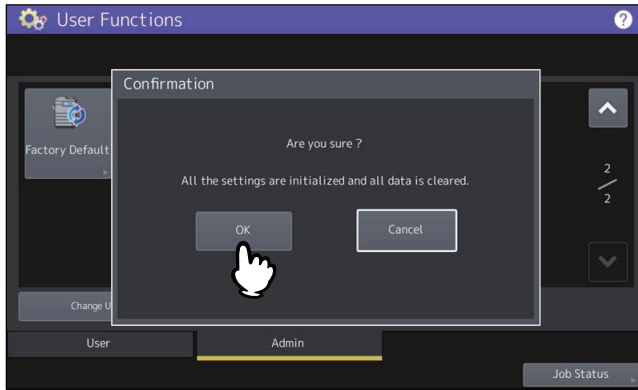 User Functions
?
Confirmation
Are you sure ?
All the settings are initialized and all data is cleared.
OK
Cancel
Factory Default
2
2
Change U
User
Admin
Job Status